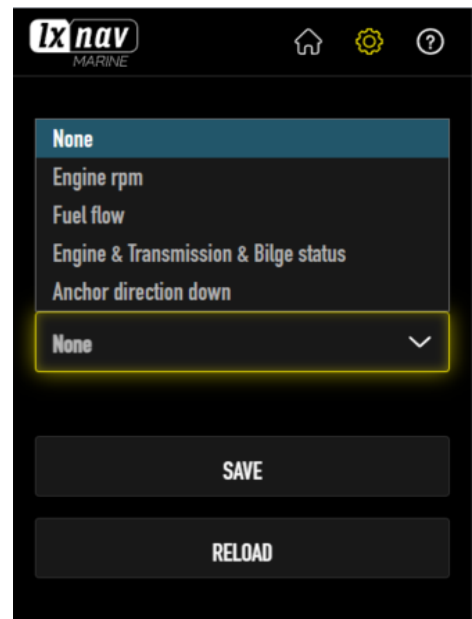 lx nav
MARINE
?
None
Engine rpm
Fuel flow
Engine & Transmission & Bilge status
Anchor direction down
None
SAVE
RELOAD